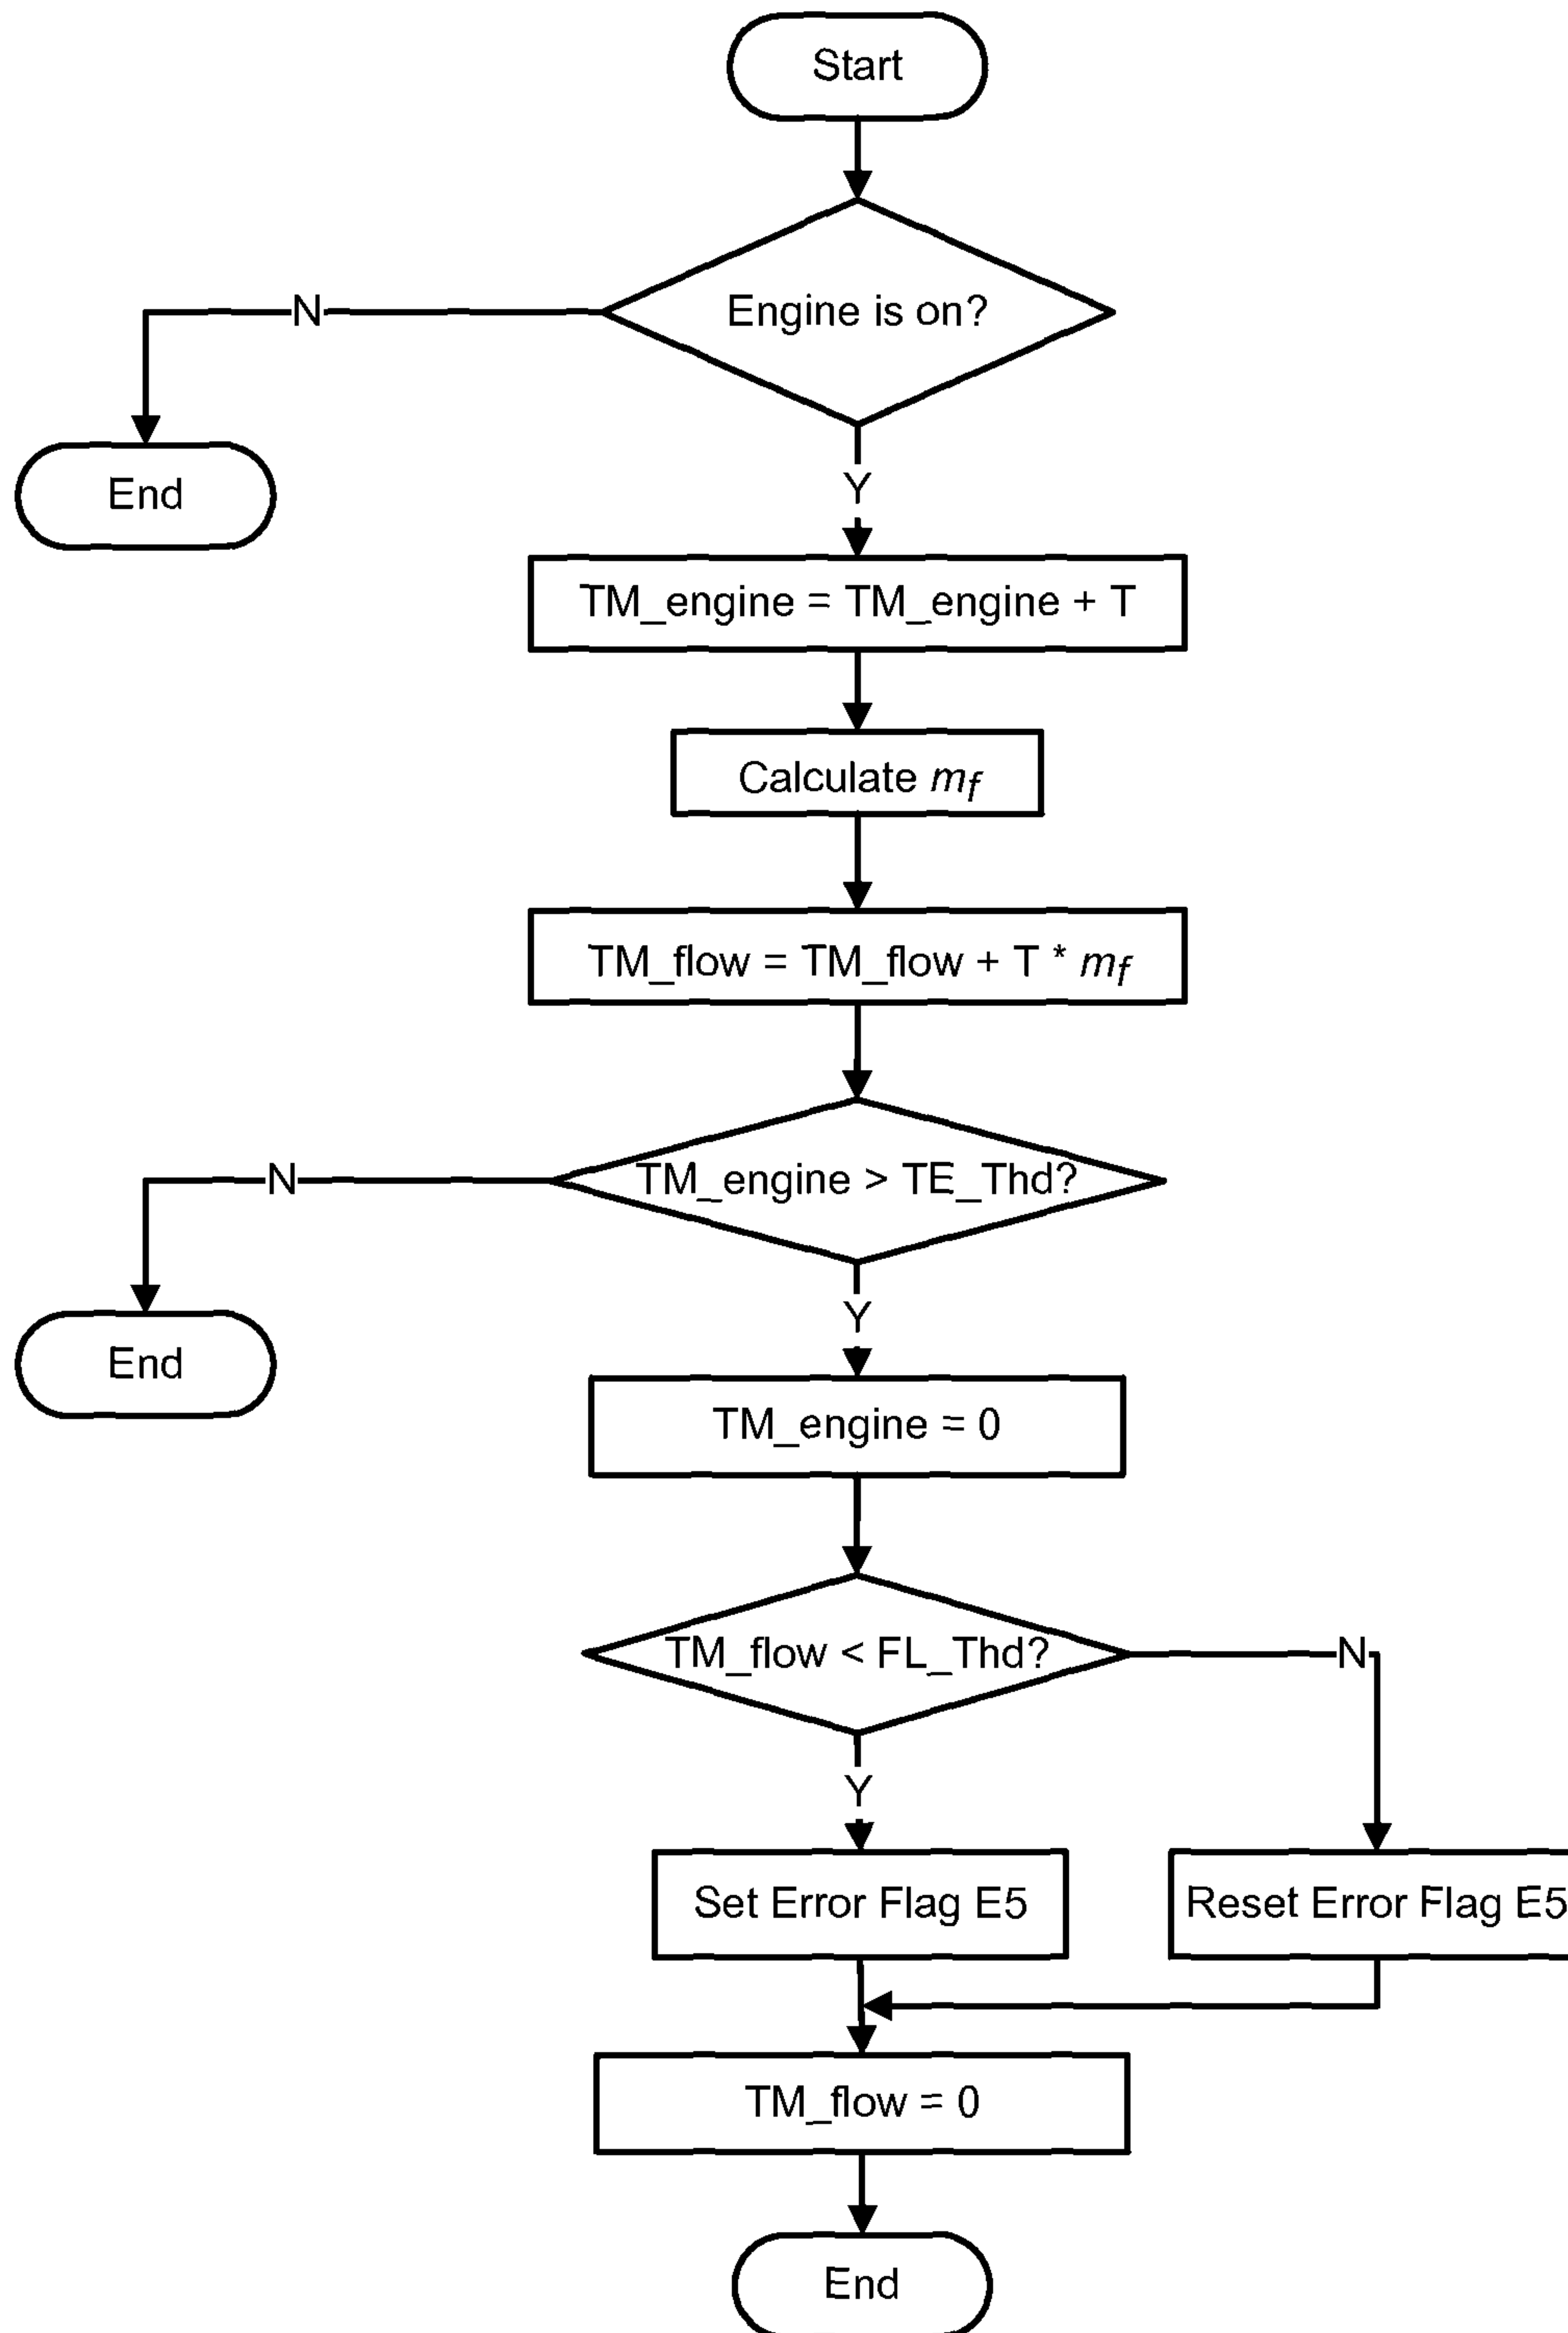 Start
Engine is on?
N
End
Y
TM_engine = TM_engine + T
Calculate mf
TM_flow = TM_flow + T * mf
TM_engine > TE_Thd?
N
End
Y
TM_engine = 0
TM_flow < FL_Thd?
N
Y
Set Error Flag E5
Reset Error Flag E5
TM_flow = 0
End